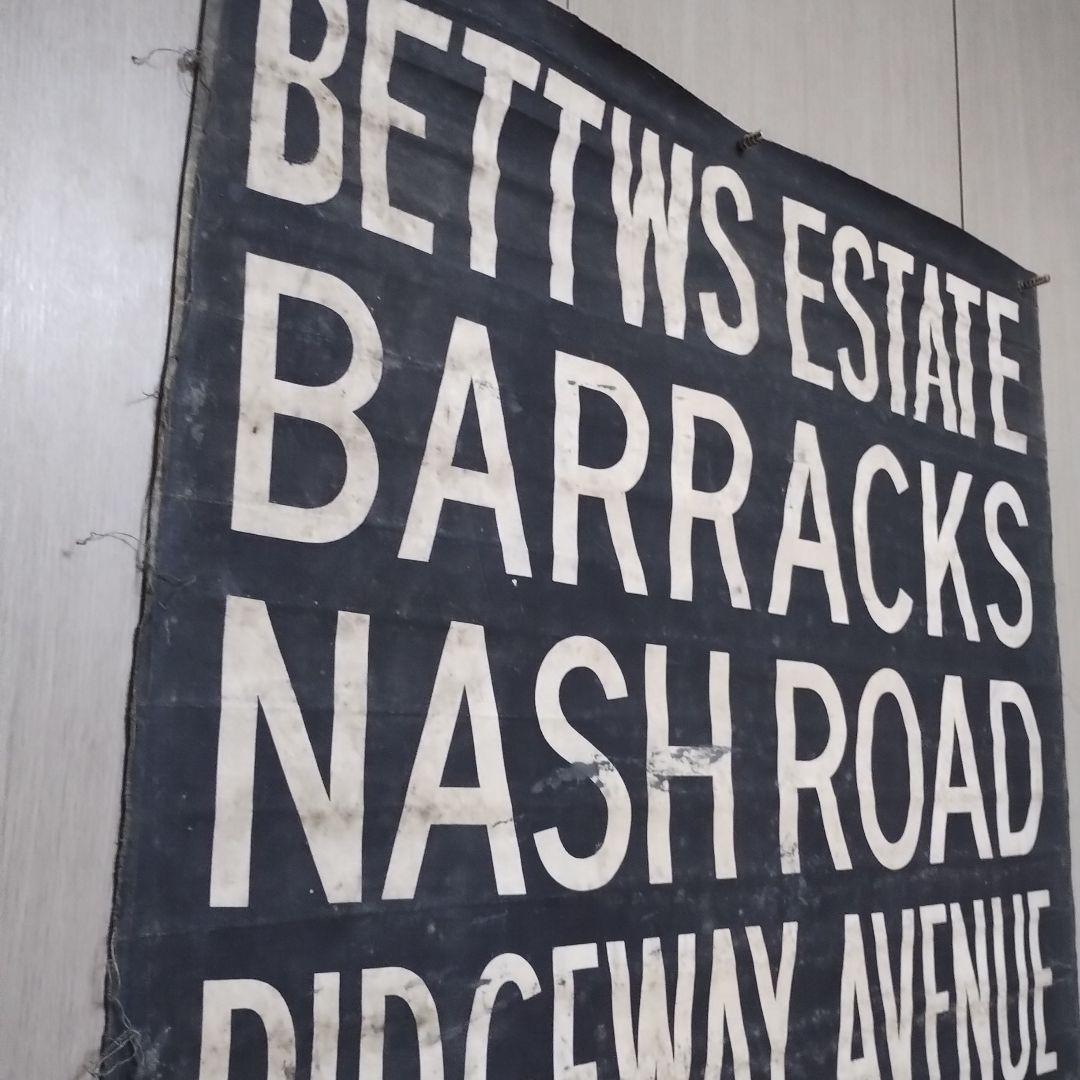 BETTWS ESTATE
BARRACKS
NASH ROAD
RIDGEWAY AVENUE